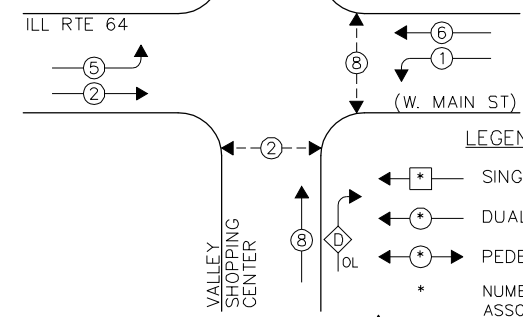 ILL RTE 64
6
5
1
8
2
(W. MAIN ST)
2
LEGEN
* SING
* DUAL
8
D
OL
VALLEY
SHOPPING
CENTER
* PEDE
* NUME
ASSO